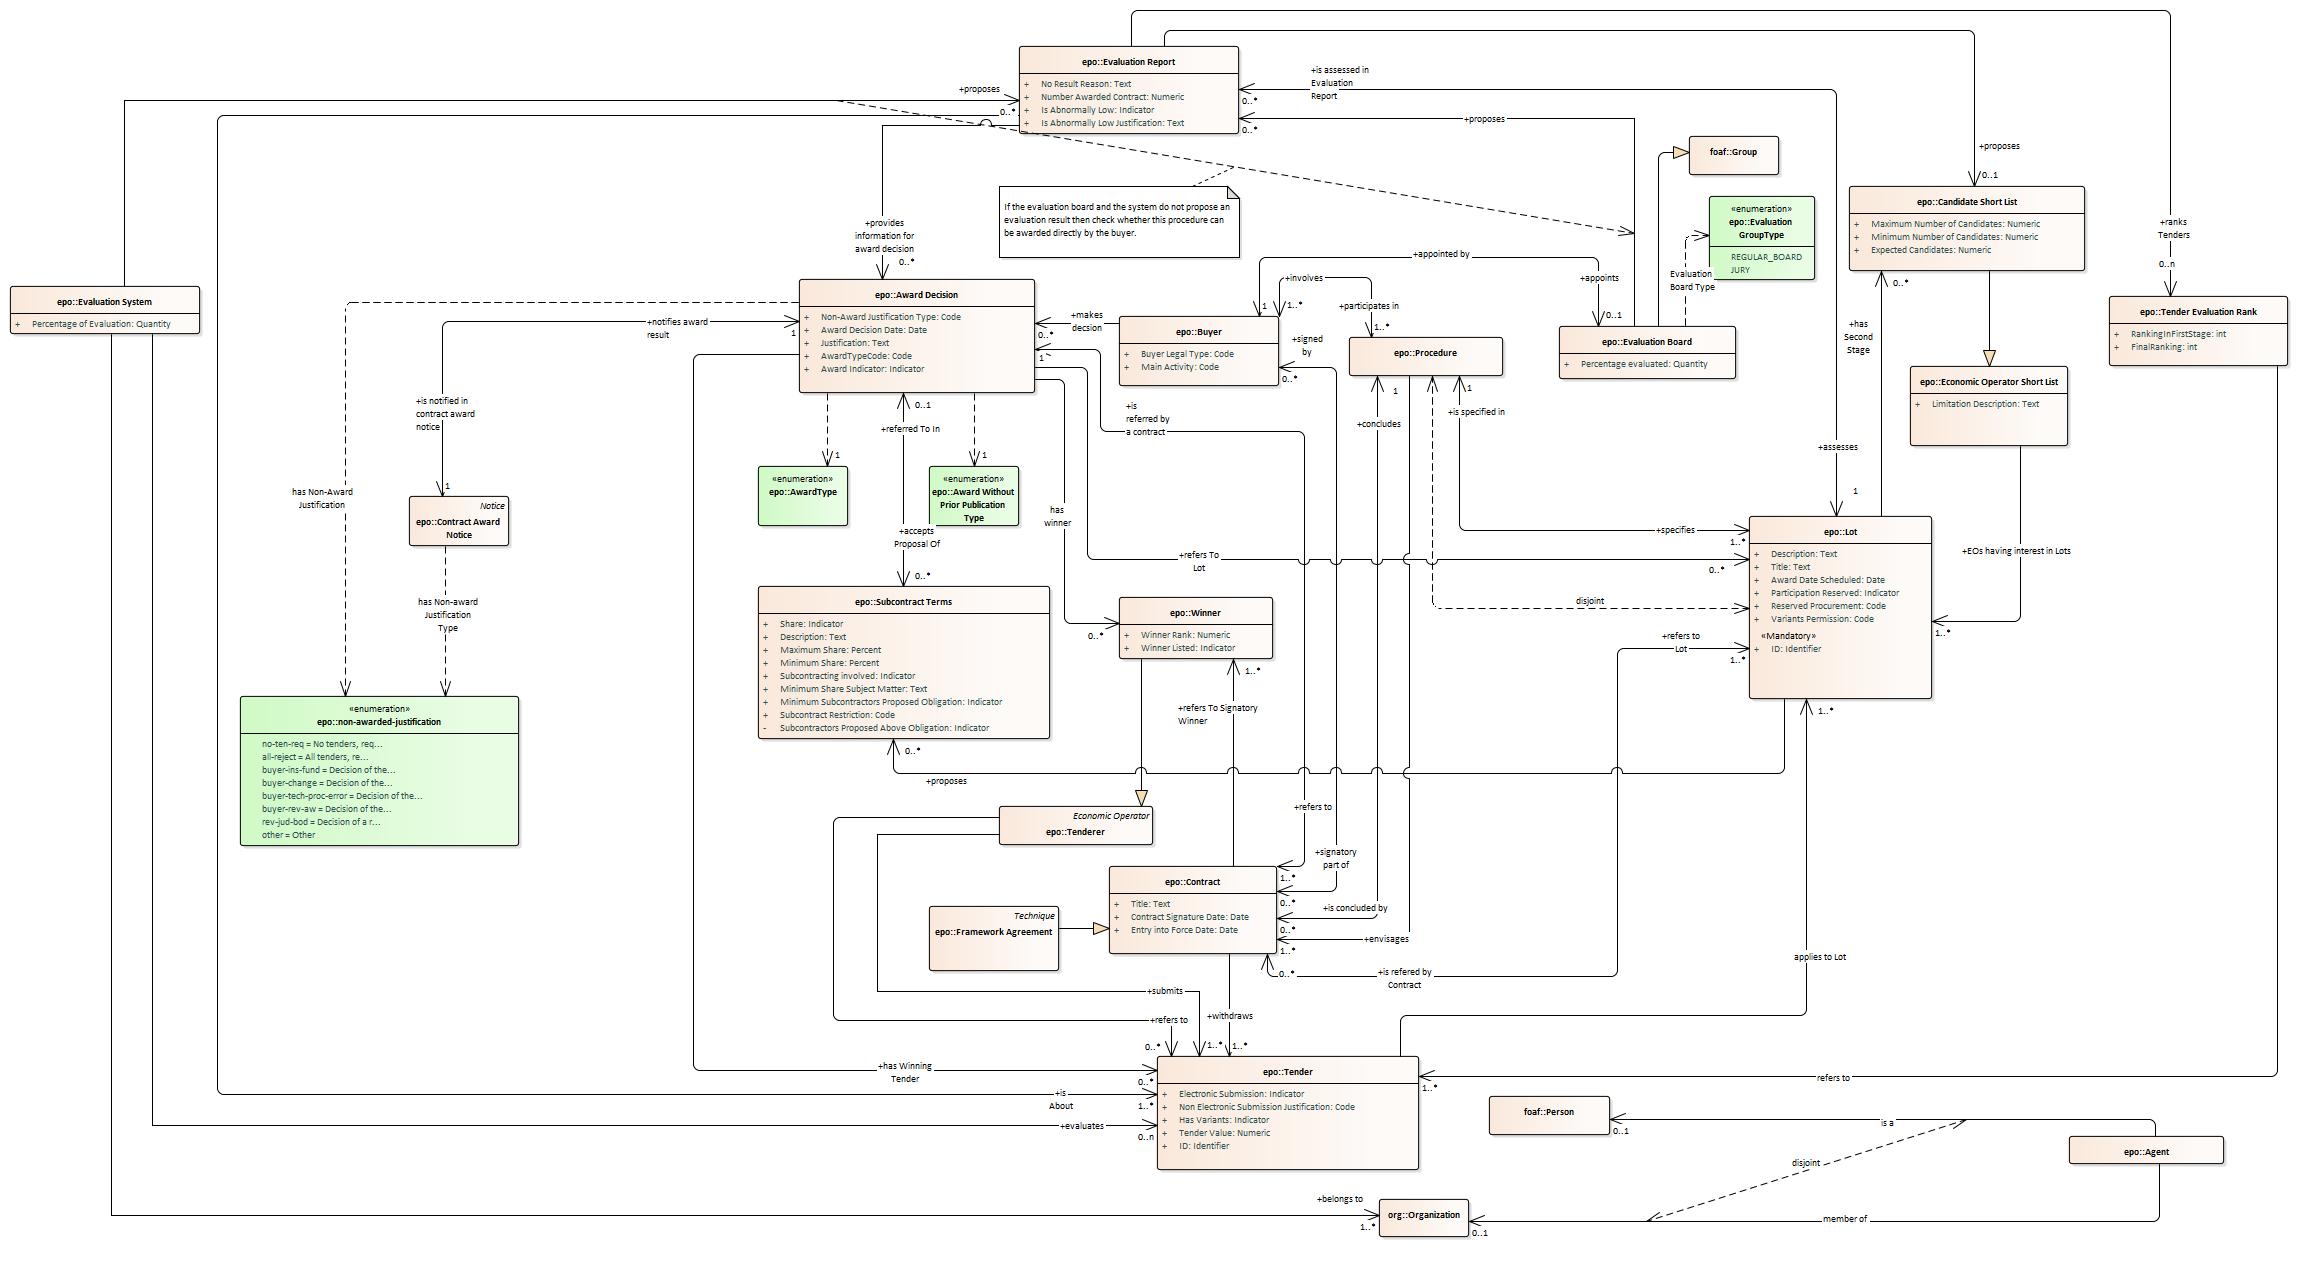 epo::Evaluation Report
+ No Result Reason: Text
+ Number Awarded Contract: Numeric
+ Is Abnormally Low: Indicator
+ Is Abnormally Low Justification: Text
+proposes
0..*
+is assessed in
Evaluation
Report
0..*
+proposes
0..*
foaf::Group
«enumeration»
epo::Evaluation
GroupType
REGULAR_BOARD
JURY
Evaluation
Board Type
+proposes
0..1
epo::Candidate Short List
+ Maximum Number of Candidates: Numeric
+ Minimum Number of Candidates: Numeric
+ Expected Candidates: Numeric
0..*
+ranks
Tenders
0..n
epo::Tender Evaluation Rank
+ RankingInFirstStage: int
+ FinalRanking: int
If the evaluation board and the system do not propose an
evaluation result then check whether this procedure can
be awarded directly by the buyer.
+provides
information for
award decision
0..*
epo::Evaluation System
+ Percentage of Evaluation: Quantity
epo::Award Decision
+ Non-Award Justification Type: Code
+ Award Decision Date: Date
+ Justification: Text
+ AwardTypeCode: Code
+ Award Indicator: Indicator
+notifies award
result
1
+makes
decsion
0..*
1
epo::Buyer
+ Buyer Legal Type: Code
+ Main Activity: Code
+appointed by
1
+appoints
0..1
+involves
1..*
+participates in
1..*
+signed
by
0..*
epo::Procedure
epo::Evaluation Board
+ Percentage evaluated: Quantity
+has
Second
Stage
epo::Economic Operator Short List
+ Limitation Description: Text
+is notified in
contract award
notice
1
0..1
+referred To In
+is
referred by
a contract
1
+concludes
1
+is specified in
+assesses
1
has Non-Award
Justification
Notice
epo::Contract Award
Notice
1
«enumeration»
epo::AwardType
1
«enumeration»
epo::Award Without
Prior Publication
Type
has
winner
+accepts
Proposal Of
0..*
+refers To
Lot
0..*
+specifies
1..*
epo::Lot
+ Description: Text
+ Title: Text
+ Award Date Scheduled: Date
+ Participation Reserved: Indicator
+ Reserved Procurement: Code
+ Variants Permission: Code
«Mandatory»
+ ID: Identifier
+EOs having interest in Lots
1..*
disjoint
+refers to
Lot
1..*
1..*
has Non-award
Justification
Type
epo::Subcontract Terms
+ Share: Indicator
+ Description: Text
+ Maximum Share: Percent
+ Minimum Share: Percent
+ Subcontracting involved: Indicator
+ Minimum Share Subject Matter: Text
+ Minimum Subcontractors Proposed Obligation: Indicator
+ Subcontract Restriction: Code
- Subcontractors Proposed Above Obligation: Indicator
0..*
+proposes
0..*
epo::Winner
+ Winner Rank: Numeric
+ Winner Listed: Indicator
1..*
+refers To Signatory
Winner
«enumeration»
epo::non-awarded-justification
no-ten-req = No tenders, req...
all-reject = All tenders, re...
buyer-ins-fund = Decision of the...
buyer-change = Decision of the...
buyer-tech-proc-error = Decision of the...
buyer-rev-aw = Decision of the...
rev-jud-bod = Decision of a r...
other = Other
Economic Operator
epo::Tenderer
+refers to
1..*
+signatory
part of
0..*
epo::Contract
+ Title: Text
+ Contract Signature Date: Date
+ Entry into Force Date: Date
Technique
epo::Framework Agreement
+is concluded by
0..*
+envisages
1..*
0..*
+is refered by
Contract
applies to Lot
+submits
1..*
+refers to
0..*
+withdraws
1..*
+has Winning
Tender
0..*
+is
About
1..*
+evaluates
0..n
epo::Tender
+ Electronic Submission: Indicator
+ Non Electronic Submission Justification: Code
+ Has Variants: Indicator
+ Tender Value: Numeric
+ ID: Identifier
1..*
refers to
foaf::Person
0..1
is a
epo::Agent
disjoint
+belongs to
1..*
org::Organization
0..1
member of